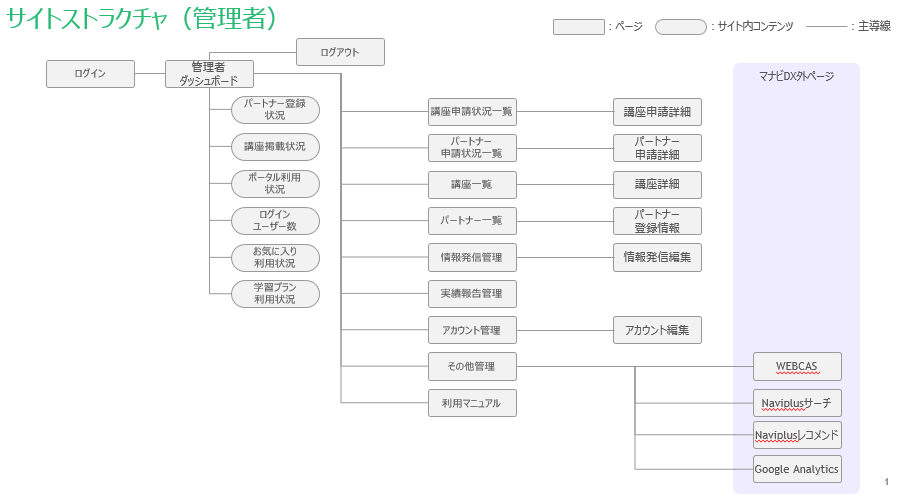 サイトストラクチャ（管理者）
：ページ
：サイト内コンテンツ
：主導線
ログアウト
ログイン
管理者
ダッシュボード
マナビDX外ページ
パートナー登録
状況
講座掲載状況
ポータル利用
状況
ログイン
ユーザー数
お気に入り
利用状況
学習プラン
利用状況
講座申請状況一覧
講座申請詳細
パートナー
申請状況一覧
パートナー
申請詳細
講座一覧
講座詳細
パートナー一覧
パートナー
登録情報
情報発信管理
情報発信編集
実績報告管理
アカウント管理
アカウント編集
その他管理
利用マニュアル
WEBCAS
Naviplusサーチ
Naviplusレコメンド
Google Analytics
1